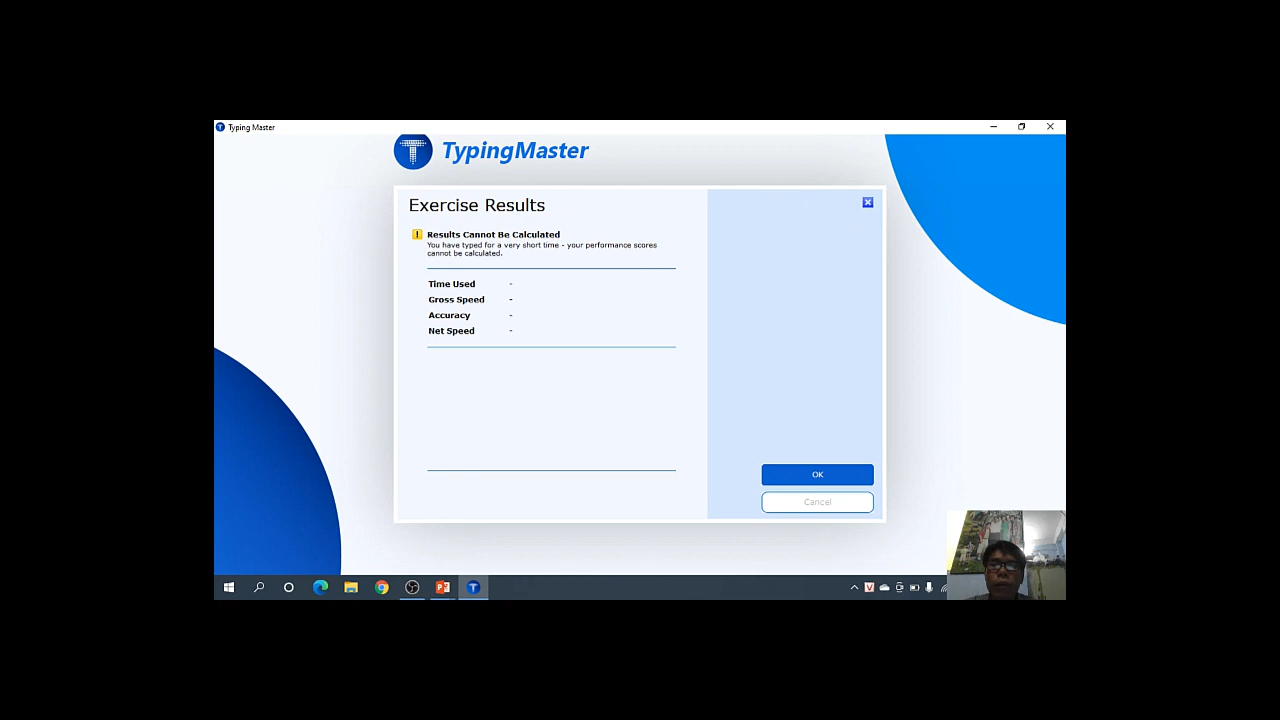 Typing Master
TypingMaster
Exercise Results
Results Cannot Be Calculated
You have typed for a very short time - your performance scores
cannot be calculated.
Time Used -
Gross Speed -
Accuracy -
Net Speed -
OK
Cancel